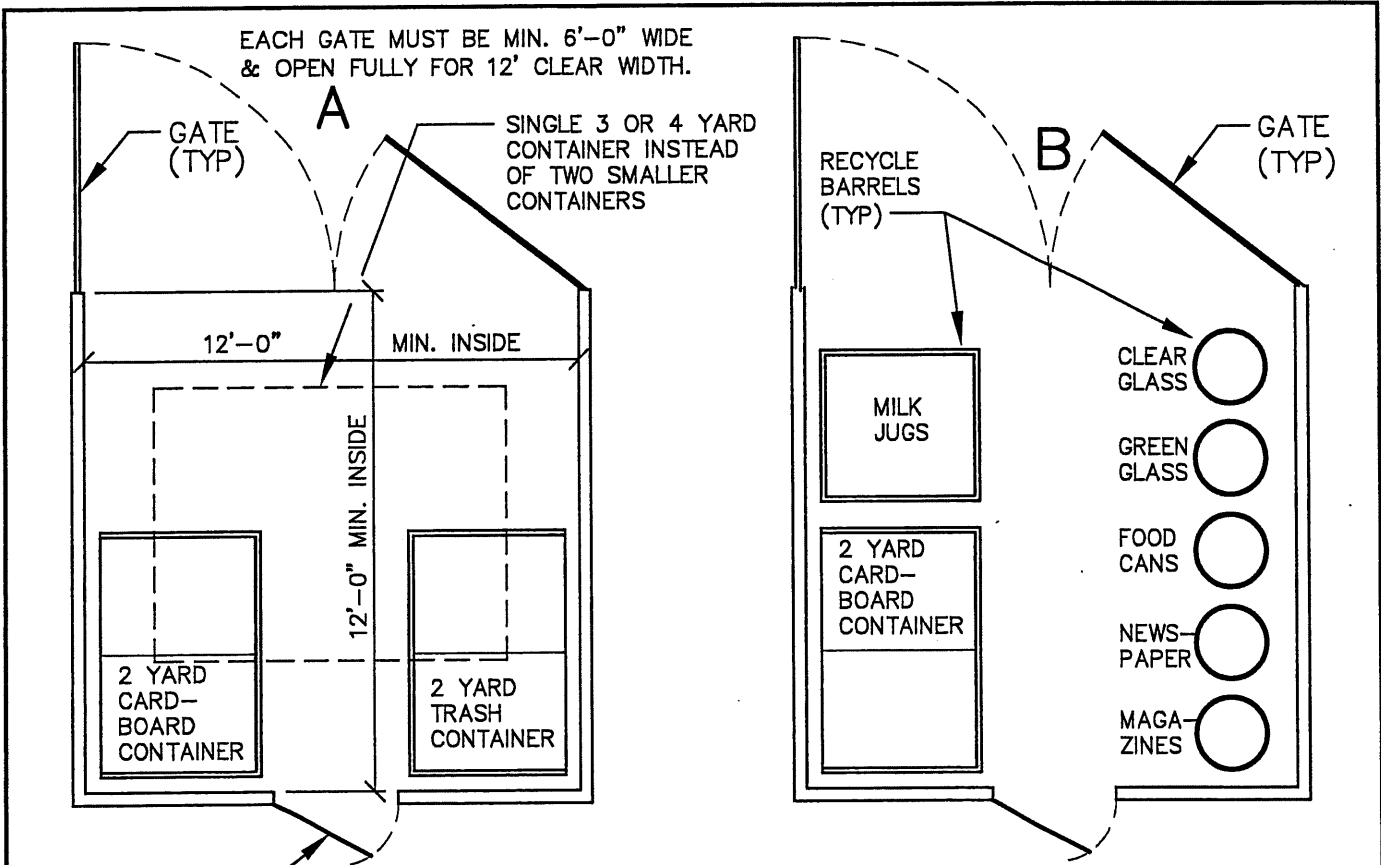 EACH GATE MUST BE MIN. 6'-0" WIDE
& OPEN FULLY FOR 12' CLEAR WIDTH.
A
GATE
(TYP)
SINGLE 3 OR 4 YARD
CONTAINER INSTEAD
OF TWO SMALLER
CONTAINERS
12'-0" MIN. INSIDE
12'-0" MIN. INSIDE
2 YARD
CARD-
BOARD
CONTAINER
2 YARD
TRASH
CONTAINER
B
GATE
(TYP)
RECYCLE
BARRELS
(TYP)
MILK
JUGS
2 YARD
CARD-
BOARD
CONTAINER
CLEAR
GLASS
GREEN
GLASS
FOOD
CANS
NEWS-
PAPER
MAGA-
ZINES